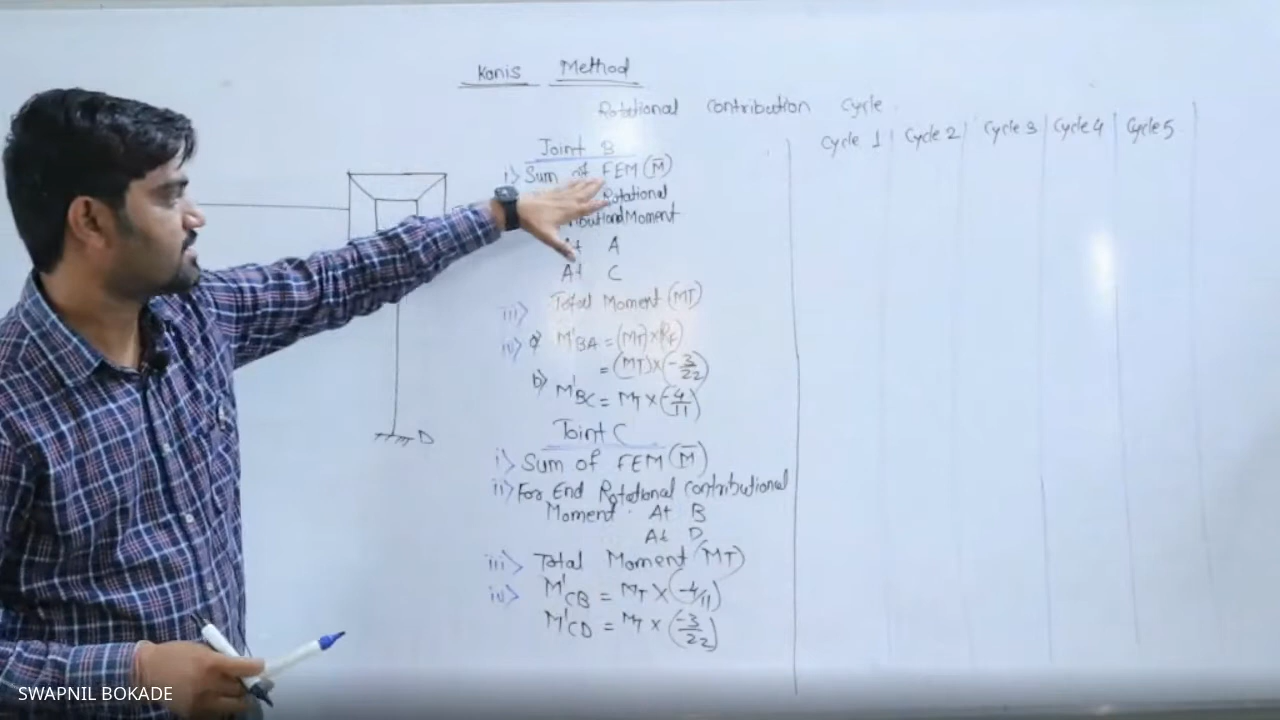 Kanis Method
Rotational Contribution Cycle
Cycle 1 Cycle 2 Cycle 3 Cycle 4 Cycle 5
Joint B
i) Sum of FEM (M̅)
Rotational
Moment
At A
At C
iii) Total Moment (MT)
iv) a) M'BA = (MT) x (R.F)
= (MT) x (-3/22)
b) M'BC = MT x (-4/11)
Joint C
i) Sum of FEM (M̅)
ii) For End Rotational Contributional
Moment. At B
At D
iii) Total Moment (MT)
iv) M'CB = MT x (-4/11)
M'CD = MT x (-3/22)
D
SWAPNIL BOKADE